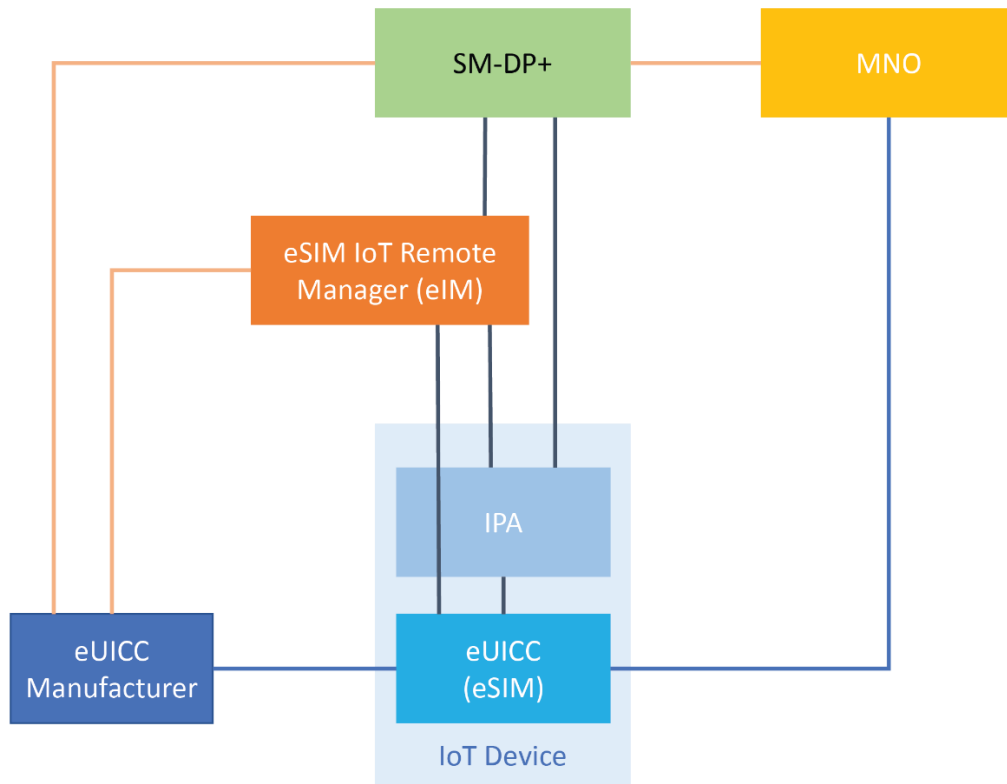 SM-DP+
MNO
eSIM IoT Remote
Manager (eIM)
IPA
eUICC
Manufacturer
eUICC
(eSIM)
IoT Device